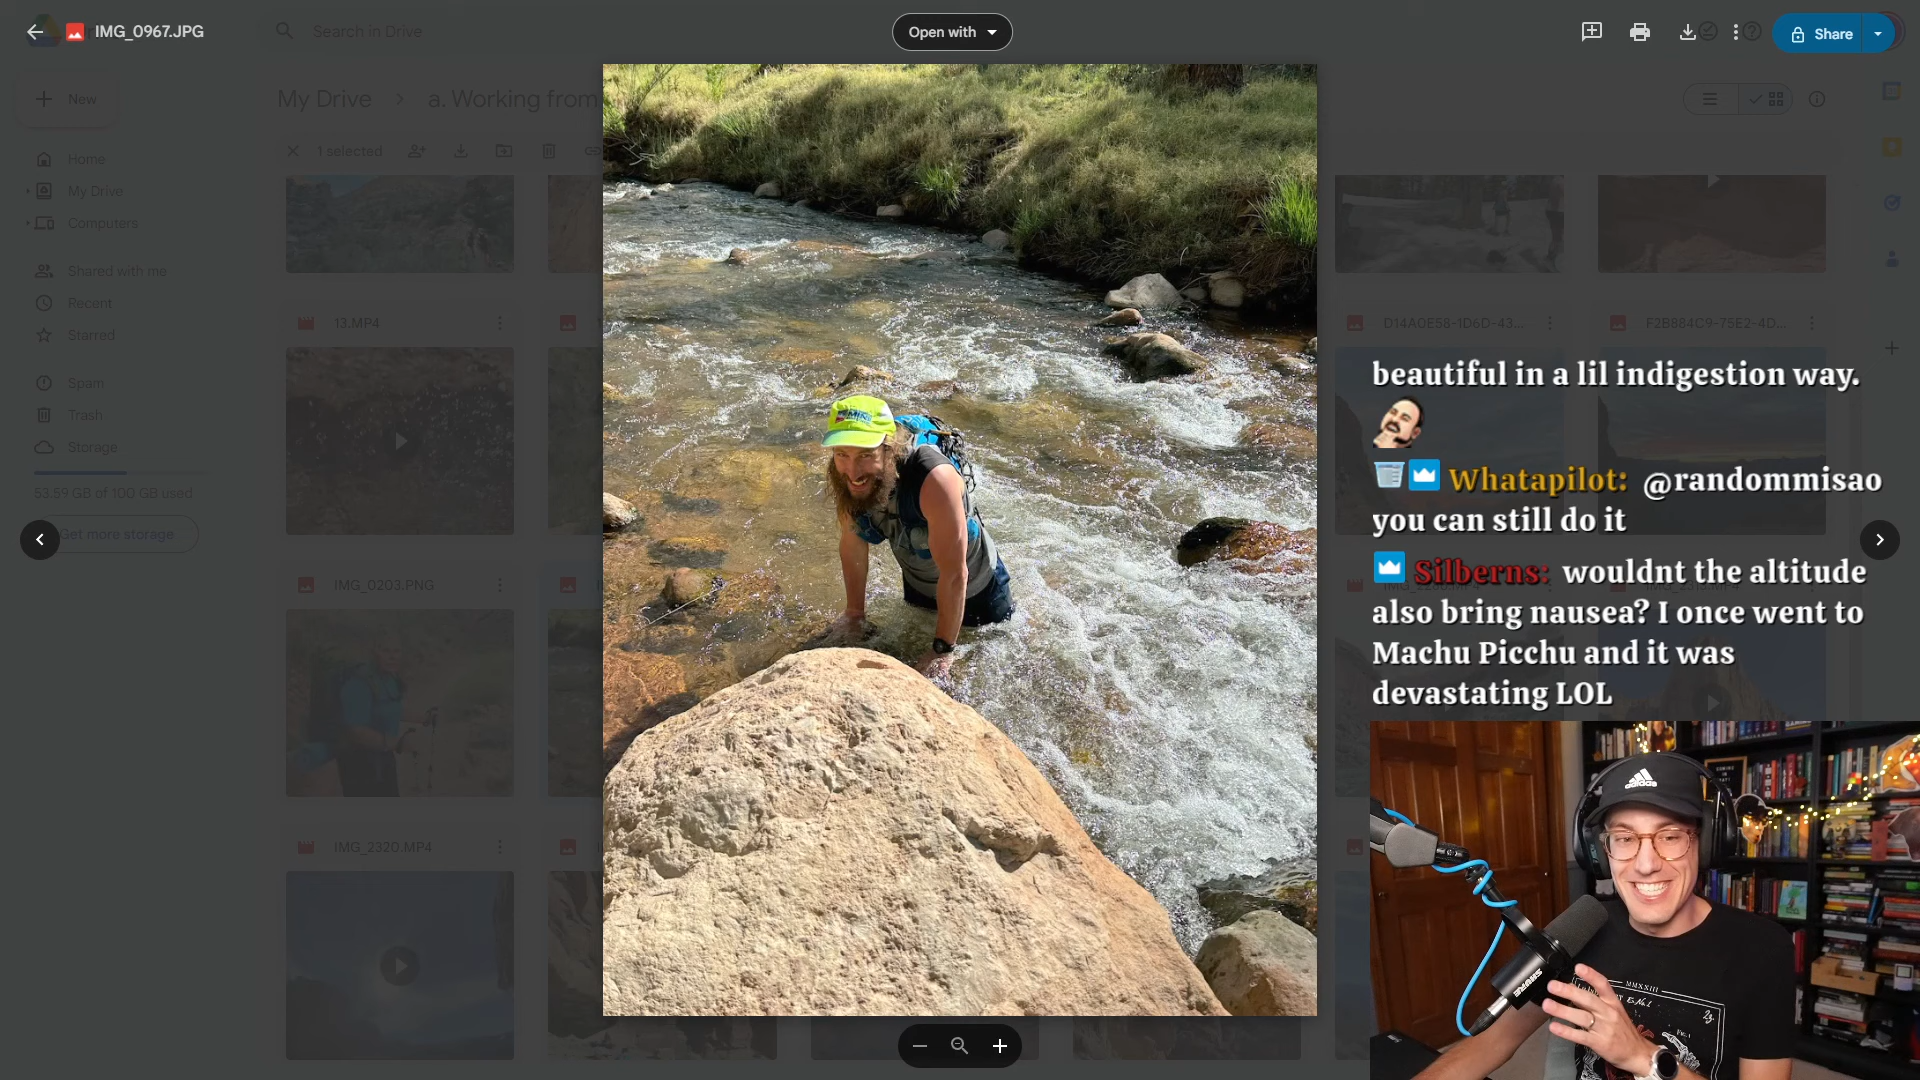 IMG_0967.JPG
Search in Drive
Open with
Share
New
My Drive
a. Working from
1 selected
Home
My Drive
Computers
Shared with me
Recent
Starred
Spam
Trash
Storage
53.59 GB of 100 GB used
Get more storage
13.MP4
D14A0E58-1D6D-43...
F2B884C9-75E2-4D...
IMG_0203.PNG
IMG_2320.MP4
beautiful in a lil indigestion way.
Whatapilot: @randommisao
you can still do it
Silberns: wouldnt the altitude
also bring nausea? I once went to
Machu Picchu and it was
devastating LOL
adidas
SHURE
MMXXIII